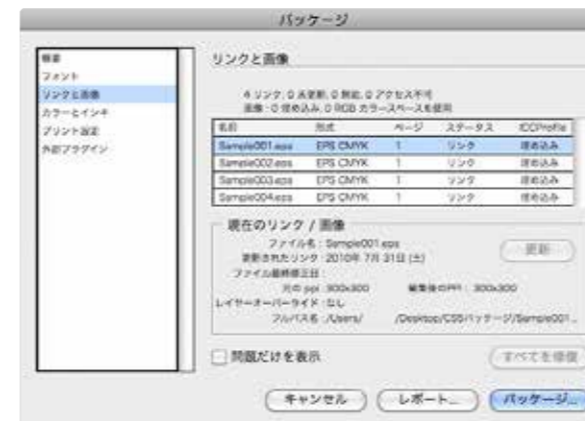 パッケージ
概要
フォント
リンクと画像
カラーとインキ
プリント設定
外部プラグイン
リンクと画像
4 リンク, 0 未更新, 0 無効, 0 アクセス不可
画像 : 0 埋め込み, 0 RGB カラースペースを使用
名前 形式 ページ ステータス ICCProfile
Sample001.eps EPS CMYK 1 リンク 埋め込み
Sample002.eps EPS CMYK 1 リンク 埋め込み
Sample003.eps EPS CMYK 1 リンク 埋め込み
Sample004.eps EPS CMYK 1 リンク 埋め込み
現在のリンク / 画像
ファイル名 : Sample001.eps
更新されたリンク : 2010年 7月 31日 (土)
更新
ファイル最終修正日 :
元の ppi : 300x300 編集後のPPI : 300x300
レイヤーオーバーライド : なし
フルパス名 : /Users/ /Desktop/CS5パッケージ/Sample001...
問題だけを表示
すべてを修復
キャンセル レポート... パッケージ...